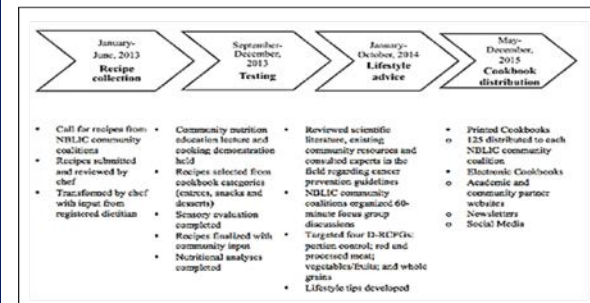 January-
June, 2013
Recipe
collection
September-
December,
2013
Testing
January-
October, 2014
Lifestyle
advice
May-
December,
2015
Cookbook
distribution
• Call for recipes from
NBLIC community
coalitions
• Recipes submitted
and reviewed by
chef
• Transformed by chef
with input from
registered dietitian
• Community nutrition
education lecture and
cooking demonstration
held
• Recipes selected from
cookbook categories
(entrees, snacks and
desserts)
• Sensory evaluation
completed
• Recipes finalized with
community input
• Nutritional analyses
completed
• Reviewed scientific
literature, existing
community resources and
consulted experts in the
field regarding cancer
prevention guidelines
• NBLIC community
coalitions organized 60-
minute focus group
discussions
• Targeted four D-RCFGs:
portion control; red and
processed meat;
vegetables/fruits; and whole
grains
• Lifestyle tips developed
• Printed Cookbooks
o 125 distributed to each
NBLIC community
coalition
• Electronic Cookbooks
o Academic and
community partner
websites
o Newsletters
o Social Media